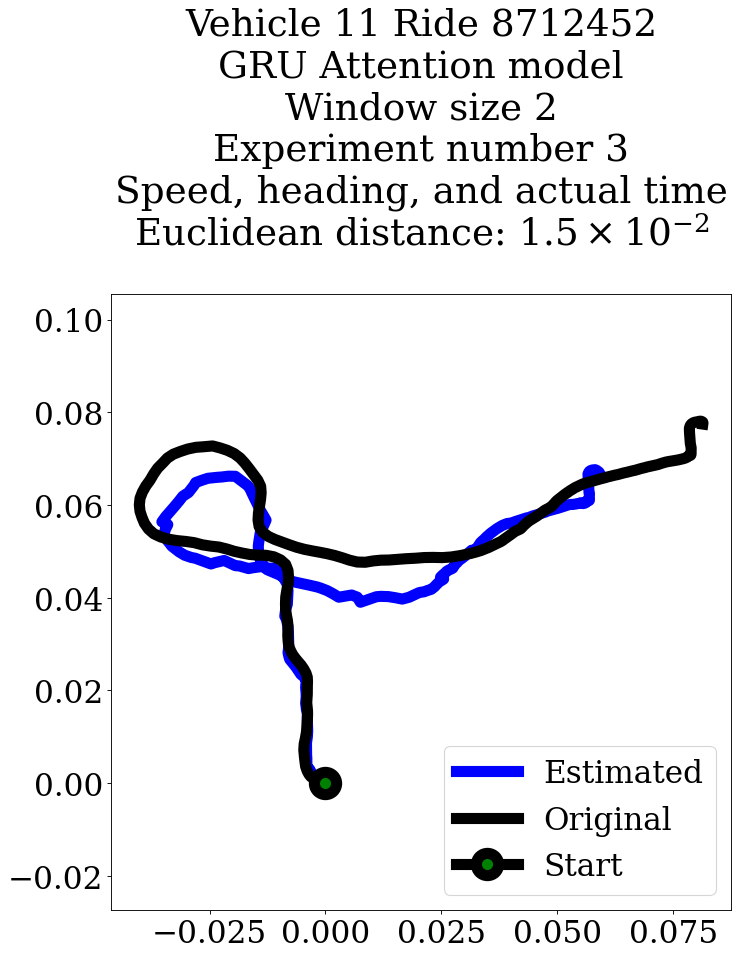 Vehicle 11 Ride 8712452
GRU Attention model
Window size 2
Experiment number 3
Speed, heading, and actual time
Euclidean distance: 1.5 × 10⁻²
0.10
0.08
0.06
0.04
0.02
0.00
−0.02
Estimated
Original
Start
−0.025 0.000 0.025 0.050 0.075